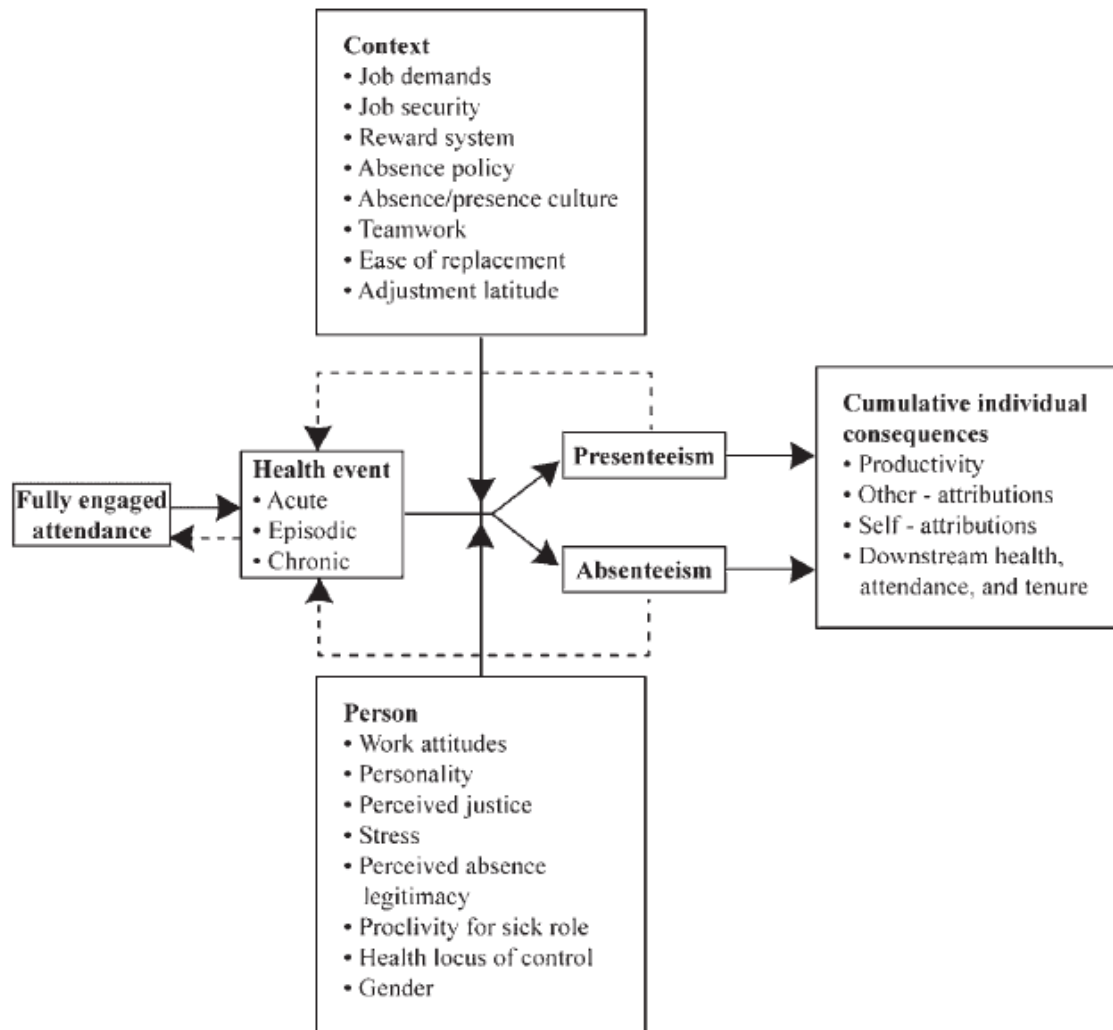 Context
• Job demands
• Job security
• Reward system
• Absence policy
• Absence/presence culture
• Teamwork
• Ease of replacement
• Adjustment latitude
Fully engaged
attendance
Health event
• Acute
• Episodic
• Chronic
Presenteeism
Absenteeism
Cumulative individual
consequences
• Productivity
• Other - attributions
• Self - attributions
• Downstream health,
attendance, and tenure
Person
• Work attitudes
• Personality
• Perceived justice
• Stress
• Perceived absence
legitimacy
• Proclivity for sick role
• Health locus of control
• Gender